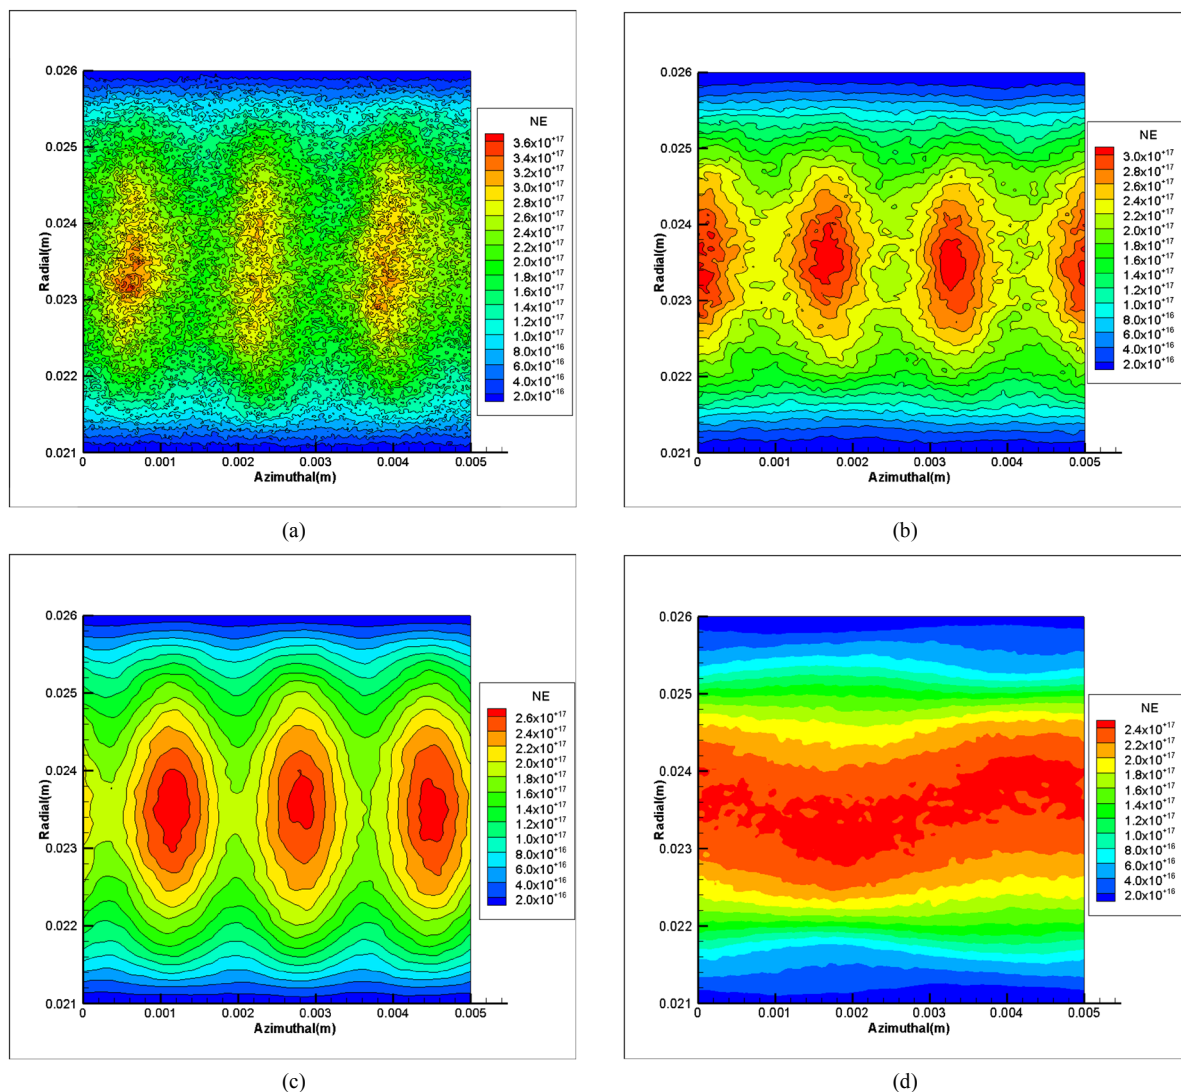 NE
3.6x10+17
3.4x10+17
3.2x10+17
3.0x10+17
2.8x10+17
2.6x10+17
2.4x10+17
2.2x10+17
2.0x10+17
1.8x10+17
1.6x10+17
1.4x10+17
1.2x10+17
1.0x10+17
8.0x10+16
6.0x10+16
4.0x10+16
2.0x10+16
0.026
0.025
0.024
0.023
0.022
0.021
Radial(m)
0 0.001 0.002 0.003 0.004 0.005
Azimuthal(m)
(a)
NE
3.0x10+17
2.8x10+17
2.6x10+17
2.4x10+17
2.2x10+17
2.0x10+17
1.8x10+17
1.6x10+17
1.4x10+17
1.2x10+17
1.0x10+17
8.0x10+16
6.0x10+16
4.0x10+16
2.0x10+16
0.026
0.025
0.024
0.023
0.022
0.021
Radial(m)
0 0.001 0.002 0.003 0.004 0.005
Azimuthal(m)
(b)
NE
2.6x10+17
2.4x10+17
2.2x10+17
2.0x10+17
1.8x10+17
1.6x10+17
1.4x10+17
1.2x10+17
1.0x10+17
8.0x10+16
6.0x10+16
4.0x10+16
2.0x10+16
0.026
0.025
0.024
0.023
0.022
0.021
Radial(m)
0 0.001 0.002 0.003 0.004 0.005
Azimuthal(m)
(c)
NE
2.4x10+17
2.2x10+17
2.0x10+17
1.8x10+17
1.6x10+17
1.4x10+17
1.2x10+17
1.0x10+17
8.0x10+16
6.0x10+16
4.0x10+16
2.0x10+16
0.026
0.025
0.024
0.023
0.022
0.021
Radial(m)
0 0.001 0.002 0.003 0.004 0.005
Azimuthal(m)
(d)